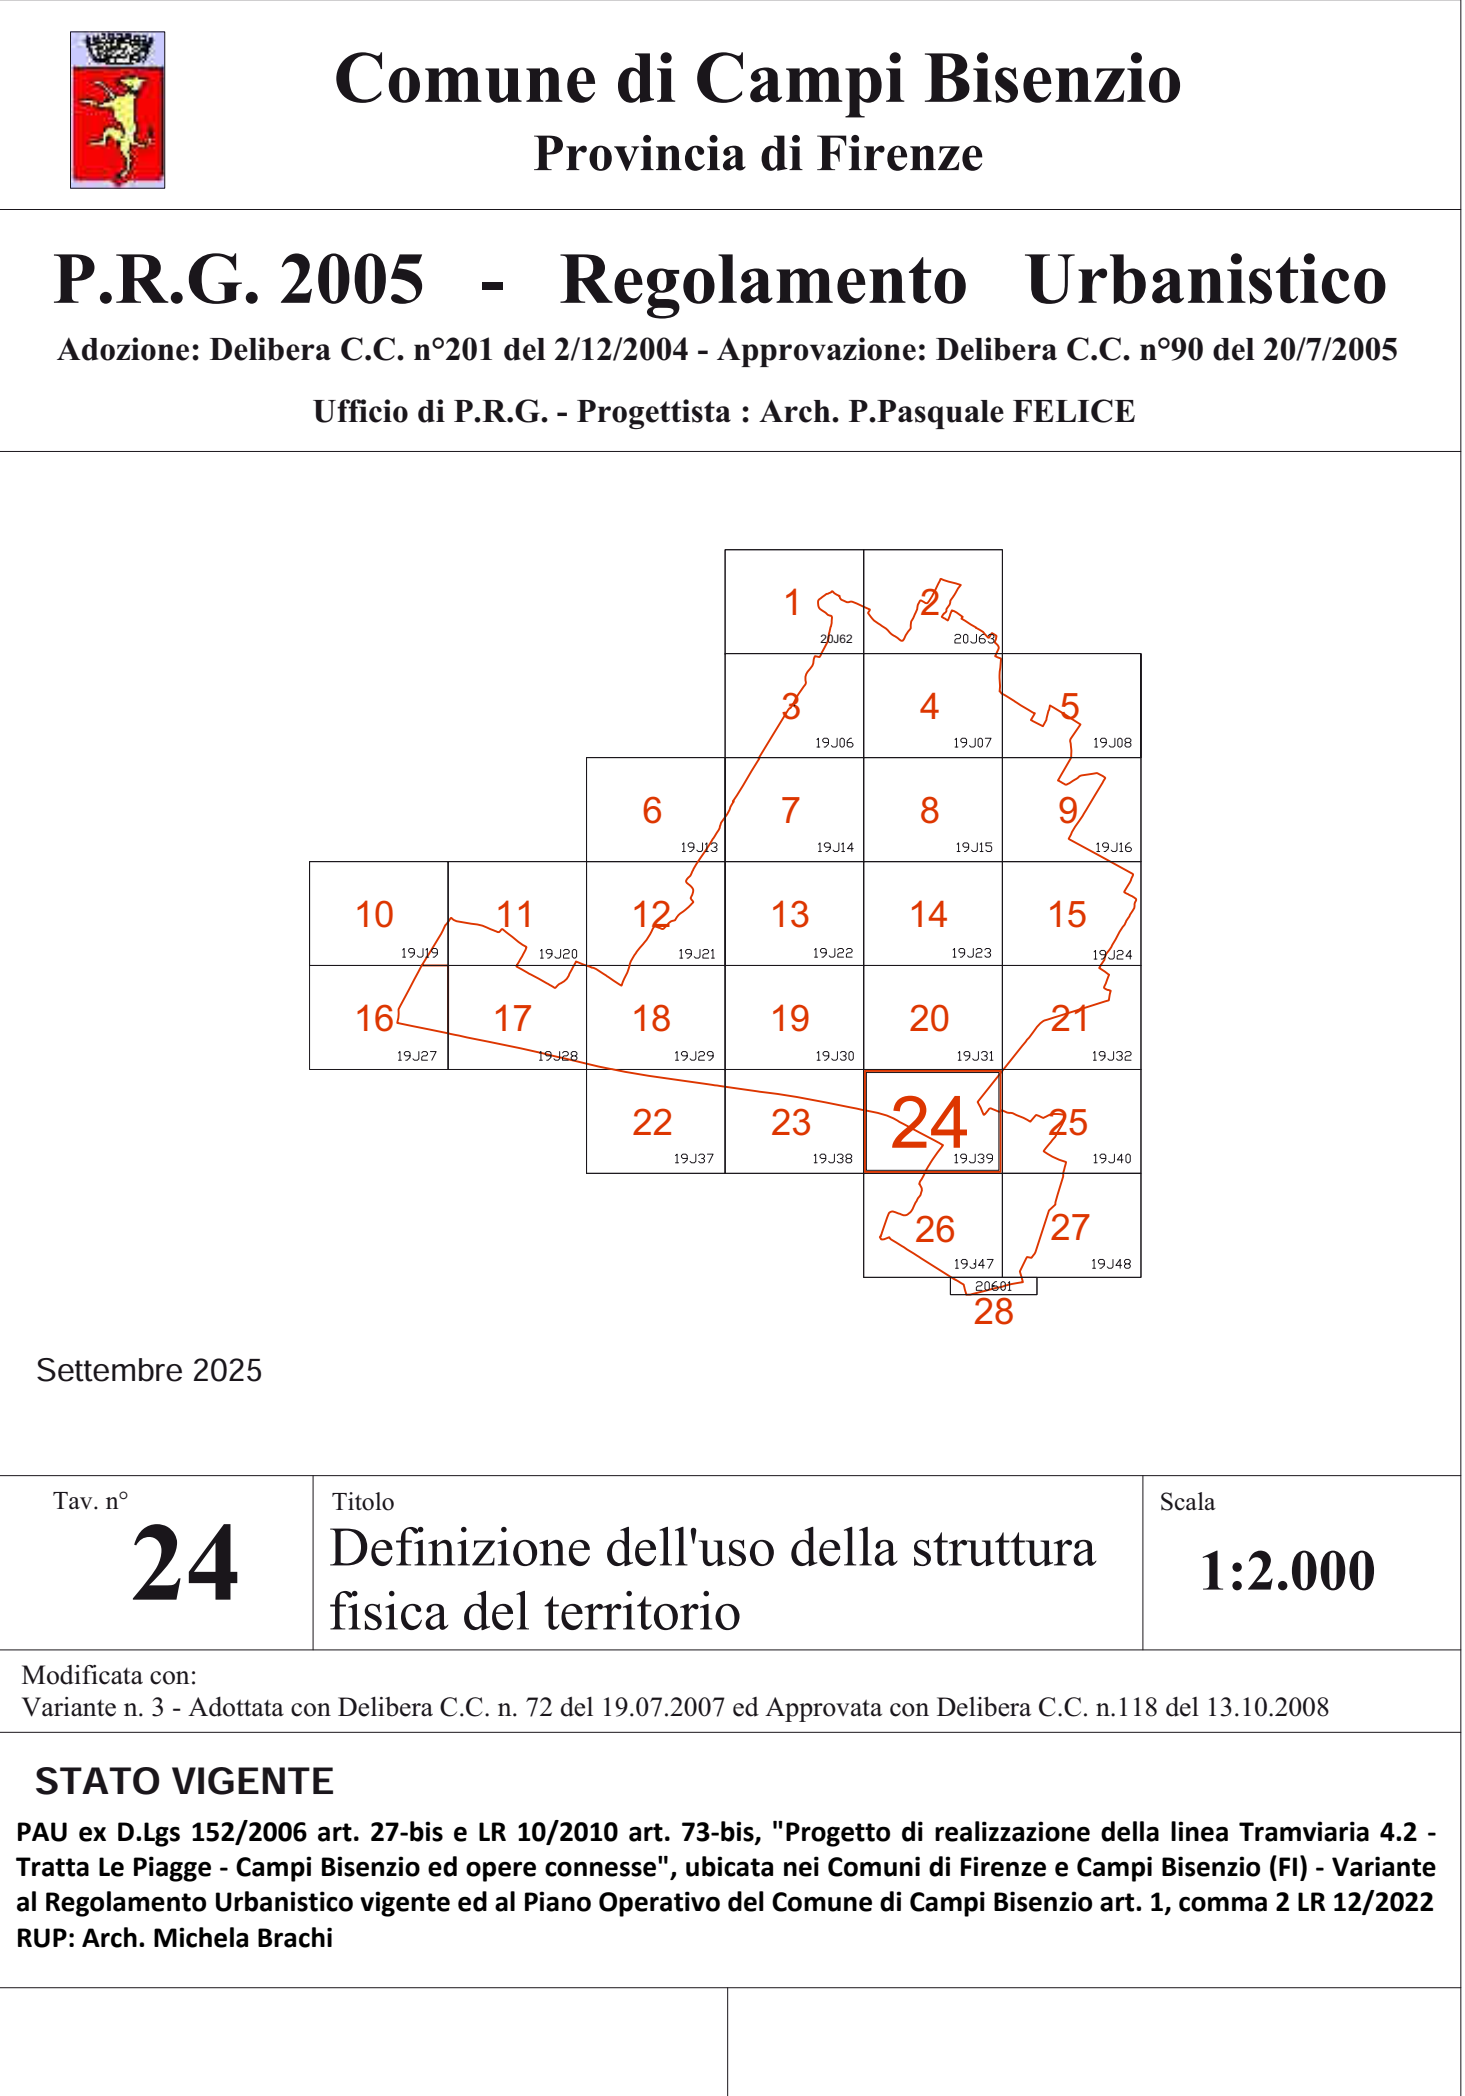 Comune di Campi Bisenzio
Provincia di Firenze
P.R.G. 2005 - Regolamento Urbanistico
Adozione: Delibera C.C. n°201 del 2/12/2004 - Approvazione: Delibera C.C. n°90 del 20/7/2005
Ufficio di P.R.G. - Progettista : Arch. P.Pasquale FELICE
1 2
20J62 20J63
3 4 5
19J06 19J07 19J08
6 7 8 9
19J13 19J14 19J15 19J16
10 11 12 13 14 15
19J19 19J20 19J21 19J22 19J23 19J24
16 17 18 19 20 21
19J27 19J28 19J29 19J30 19J31 19J32
22 23 24 25
19J37 19J38 19J39 19J40
26 27
19J47 19J48
20601
28
Settembre 2025
Tav. n°
24
Titolo
Definizione dell'uso della struttura
fisica del territorio
Scala
1:2.000
Modificata con:
Variante n. 3 - Adottata con Delibera C.C. n. 72 del 19.07.2007 ed Approvata con Delibera C.C. n.118 del 13.10.2008
STATO VIGENTE
PAU ex D.Lgs 152/2006 art. 27-bis e LR 10/2010 art. 73-bis, "Progetto di realizzazione della linea Tramviaria 4.2 -
Tratta Le Piagge - Campi Bisenzio ed opere connesse", ubicata nei Comuni di Firenze e Campi Bisenzio (FI) - Variante
al Regolamento Urbanistico vigente ed al Piano Operativo del Comune di Campi Bisenzio art. 1, comma 2 LR 12/2022
RUP: Arch. Michela Brachi